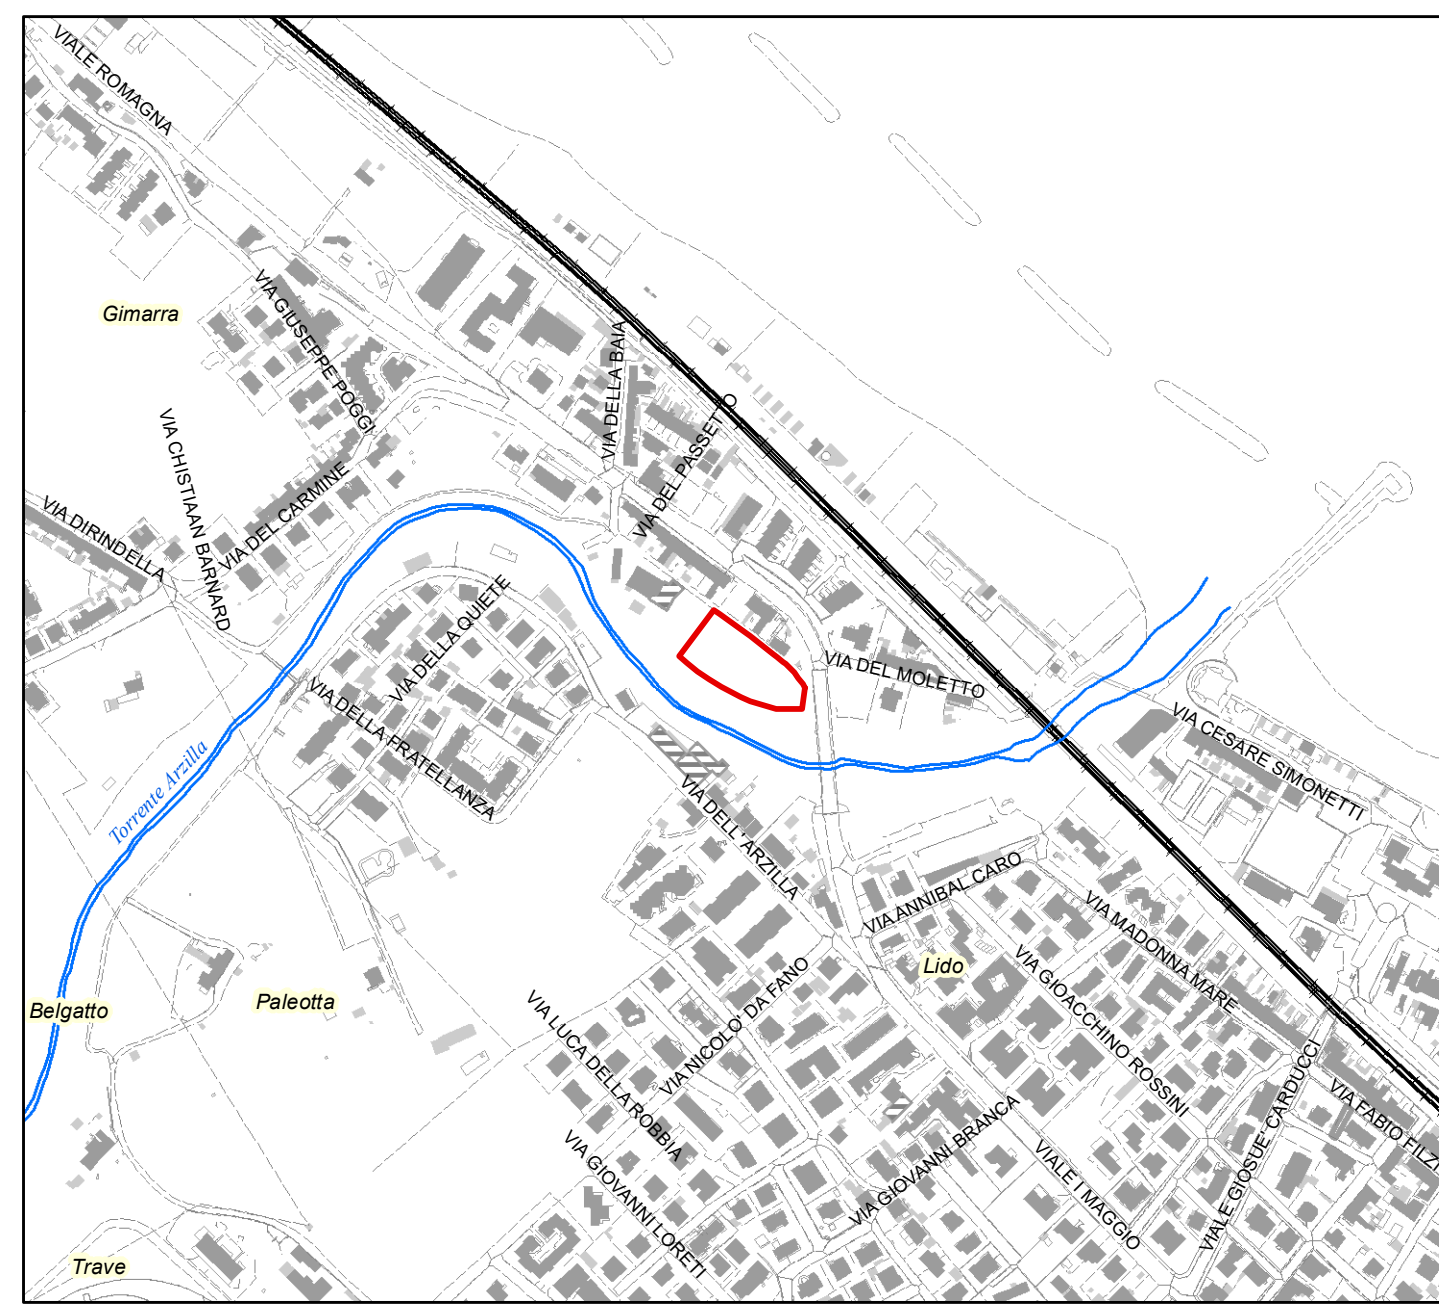 VIALE ROMAGNA
Gimarra
VIA GIUSEPPE POGGI
VIA DELLA BAIA
VIA DEL PASSETTO
VIA CHISTIAAN BARNARD
VIA DEL CARMINE
VIA DIRINDELLA
VIA DELLA QUIETE
VIA DELLA FRATELLANZA
VIA DEL MOLETTO
VIA CESARE SIMONETTI
Torrente Arzilla
VIA DELL'ARZILLA
VIA ANNIBAL CARO
VIA MADONNA MARE
Lido
VIA GIOACCHINO ROSSINI
VIA NICOLO' DA FANO
Belgatto
Paleotta
VIA LUCA DELLA ROBBIA
VIA GIOVANNI BRANCA
VIALE GIOSUE' CARDUCCI
VIA FABIO FILZI
VIA GIOVANNI LORETI
VIALE I MAGGIO
Trave